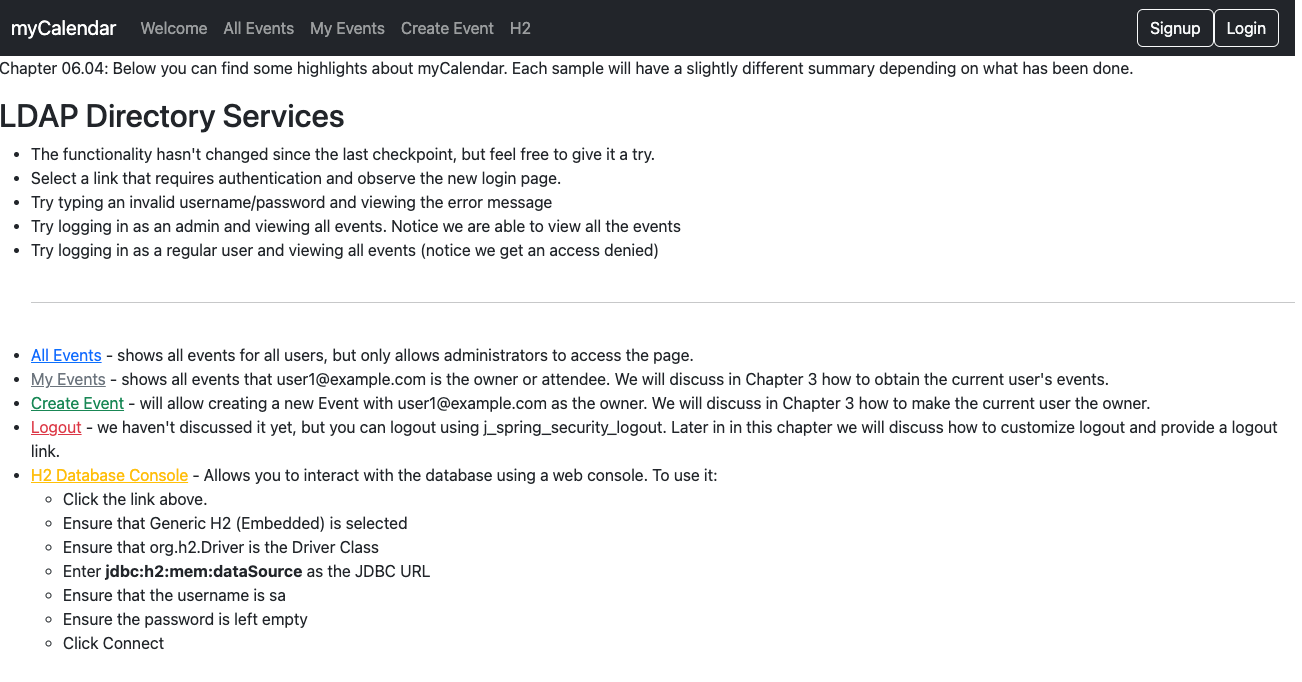 myCalendar Welcome All Events My Events Create Event H2 Signup Login
Chapter 06.04: Below you can find some highlights about myCalendar. Each sample will have a slightly different summary depending on what has been done.
LDAP Directory Services
• The functionality hasn't changed since the last checkpoint, but feel free to give it a try.
• Select a link that requires authentication and observe the new login page.
• Try typing an invalid username/password and viewing the error message
• Try logging in as an admin and viewing all events. Notice we are able to view all the events
• Try logging in as a regular user and viewing all events (notice we get an access denied)
• All Events - shows all events for all users, but only allows administrators to access the page.
• My Events - shows all events that user1@example.com is the owner or attendee. We will discuss in Chapter 3 how to obtain the current user's events.
• Create Event - will allow creating a new Event with user1@example.com as the owner. We will discuss in Chapter 3 how to make the current user the owner.
• Logout - we haven't discussed it yet, but you can logout using j_spring_security_logout. Later in in this chapter we will discuss how to customize logout and provide a logout
link.
• H2 Database Console - Allows you to interact with the database using a web console. To use it:
◦ Click the link above.
◦ Ensure that Generic H2 (Embedded) is selected
◦ Ensure that org.h2.Driver is the Driver Class
◦ Enter jdbc:h2:mem:dataSource as the JDBC URL
◦ Ensure that the username is sa
◦ Ensure the password is left empty
◦ Click Connect